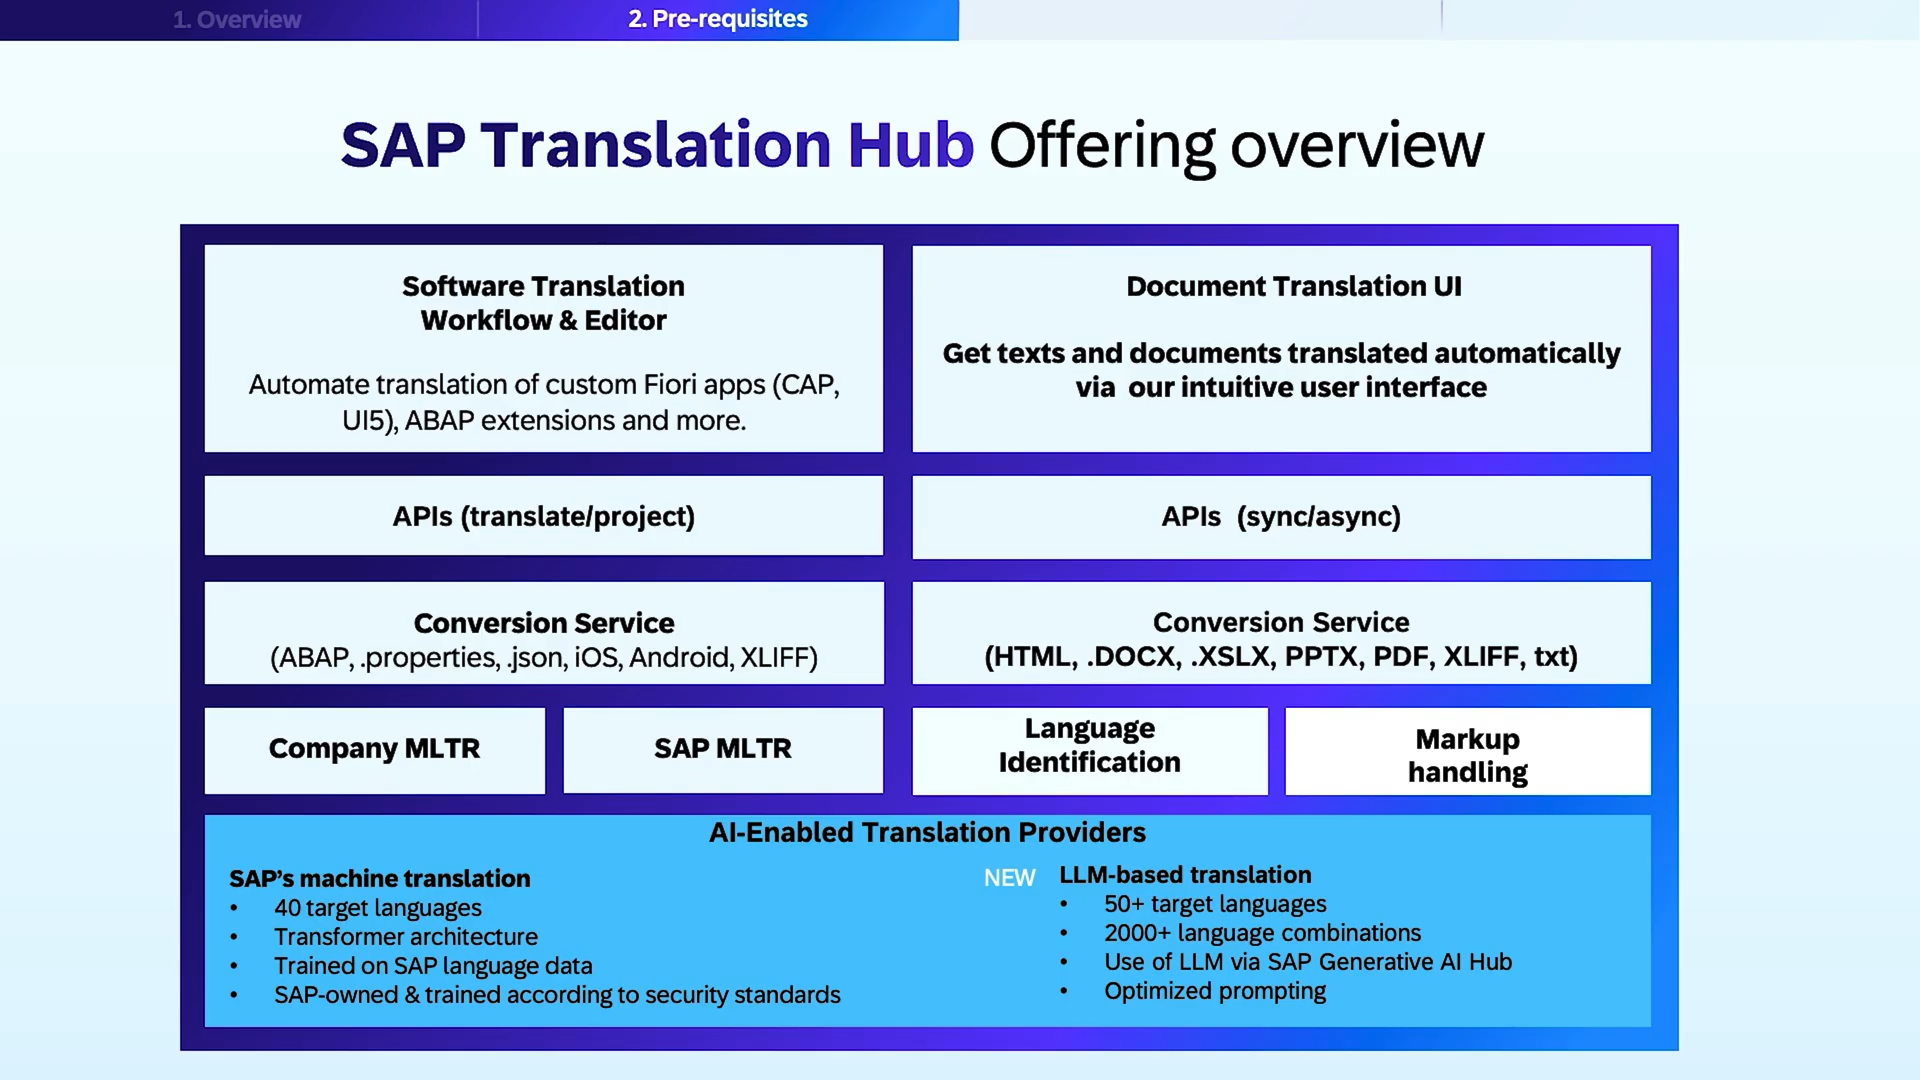 1. Overview
2. Pre-requisites
SAP Translation Hub Offering overview
Software Translation
Workflow & Editor
Automate translation of custom Fiori apps (CAP,
UI5), ABAP extensions and more.
Document Translation UI
Get texts and documents translated automatically
via our intuitive user interface
APIs (translate/project)
APIs (sync/async)
Conversion Service
(ABAP, .properties, .json, iOS, Android, XLIFF)
Conversion Service
(HTML, .DOCX, .XSLX, PPTX, PDF, XLIFF, txt)
Company MLTR
SAP MLTR
Language
Identification
Markup
handling
AI-Enabled Translation Providers
SAP's machine translation
• 40 target languages
• Transformer architecture
• Trained on SAP language data
• SAP-owned & trained according to security standards
NEW LLM-based translation
• 50+ target languages
• 2000+ language combinations
• Use of LLM via SAP Generative AI Hub
• Optimized prompting